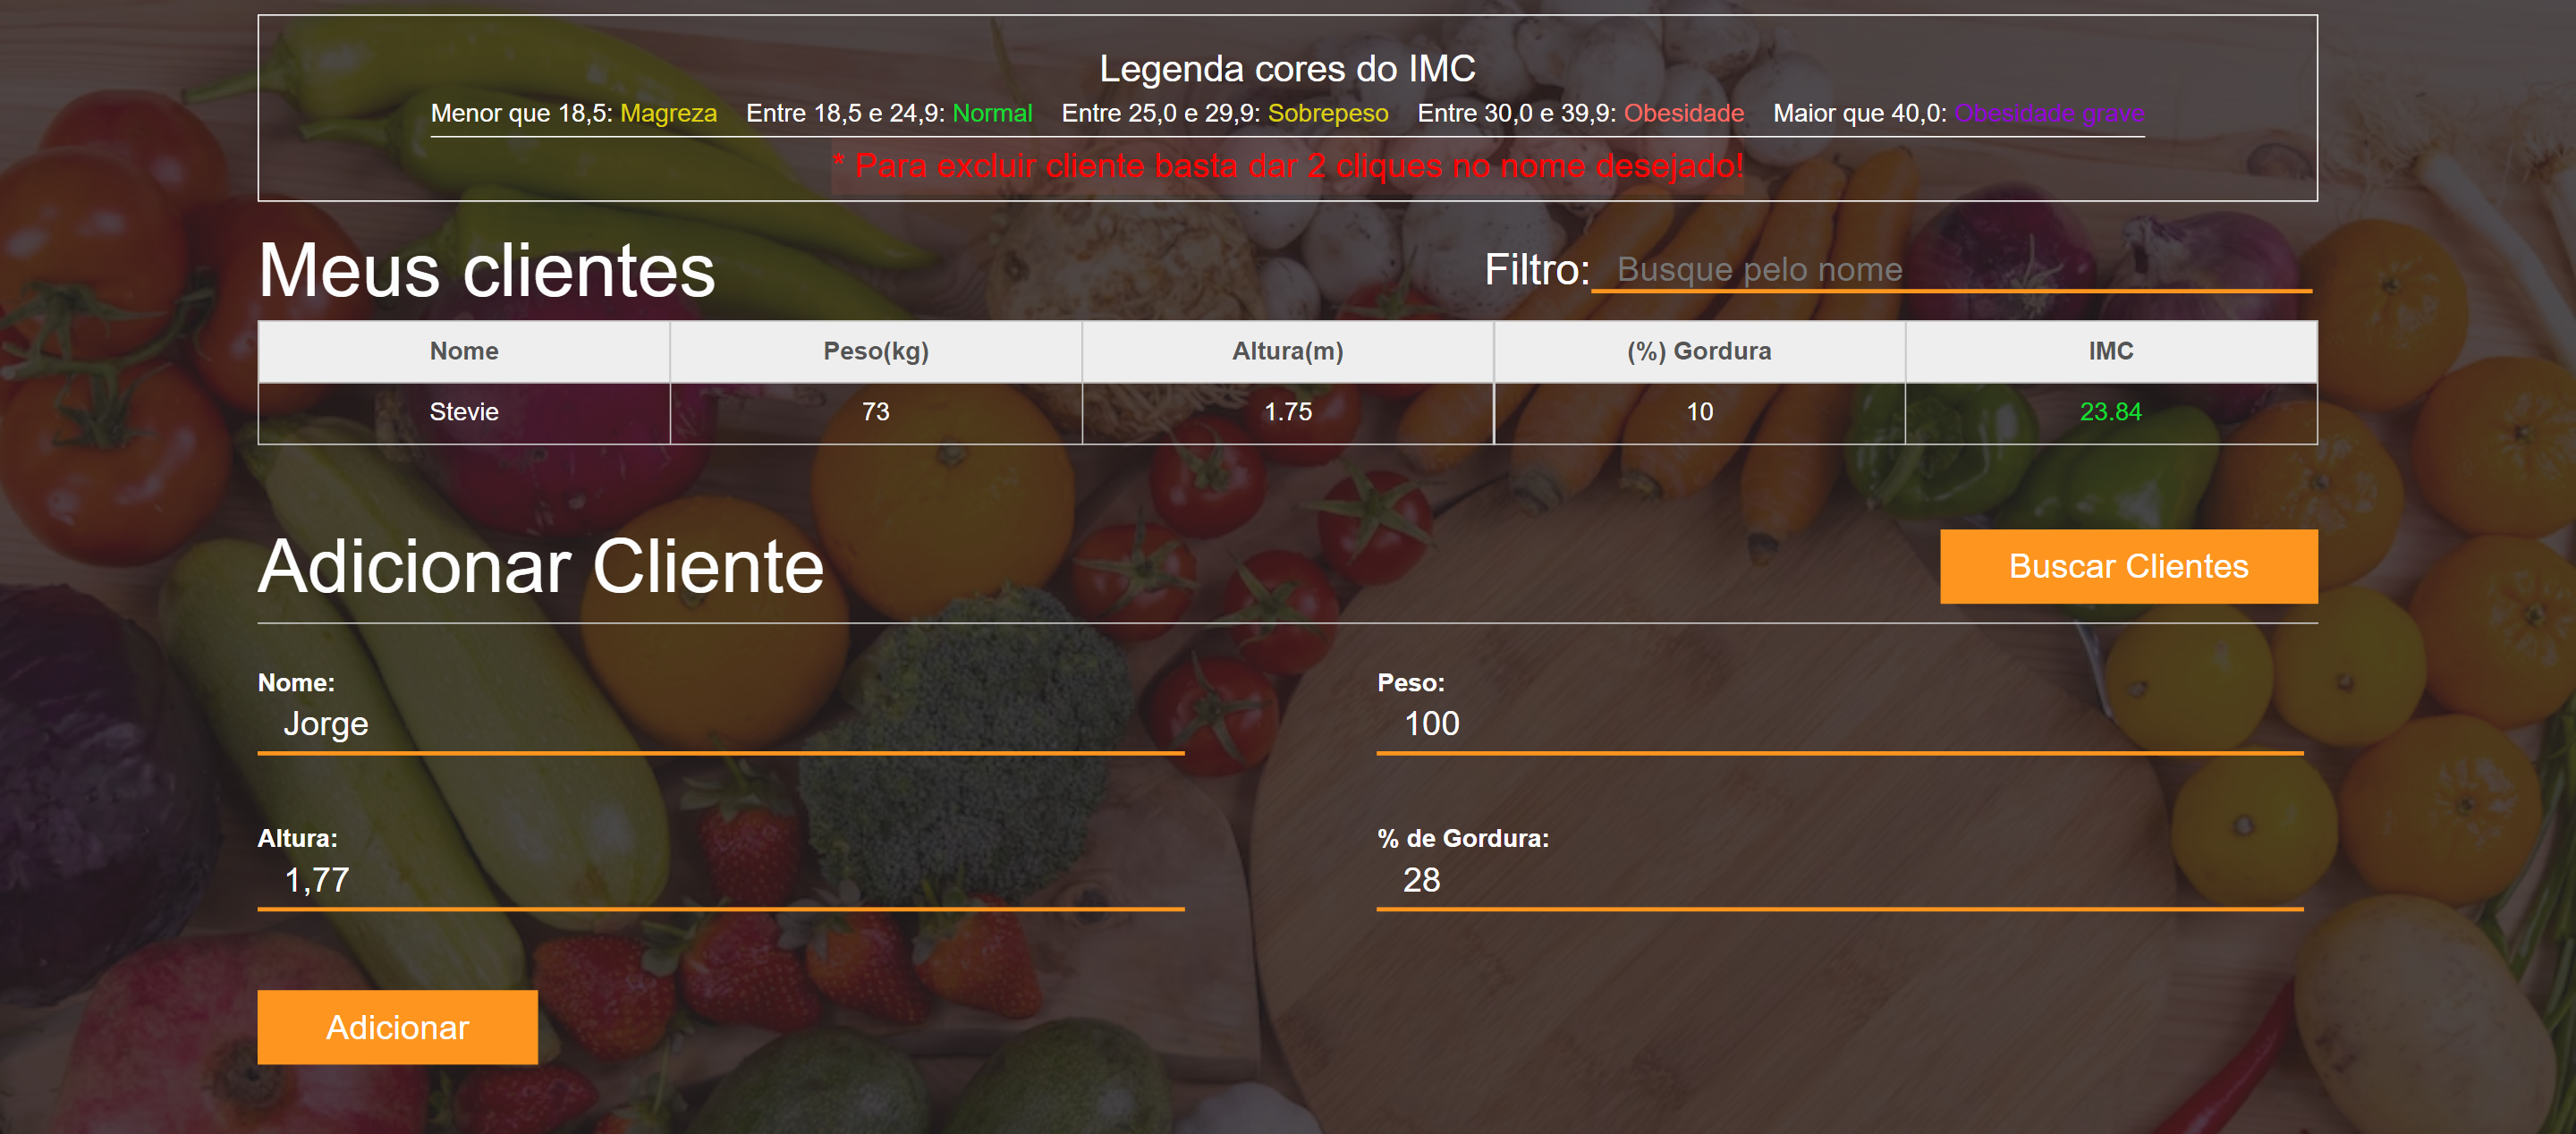 Legenda cores do IMC
Menor que 18,5: Magreza Entre 18,5 e 24,9: Normal Entre 25,0 e 29,9: Sobrepeso Entre 30,0 e 39,9: Obesidade Maior que 40,0: Obesidade grave
* Para excluir cliente basta dar 2 cliques no nome desejado!
Meus clientes
Filtro: Busque pelo nome
Nome Peso(kg) Altura(m) (%) Gordura IMC
Stevie 73 1.75 10 23.84
Adicionar Cliente
Buscar Clientes
Nome: Peso:
Jorge 100
Altura: % de Gordura:
1,77 28
Adicionar